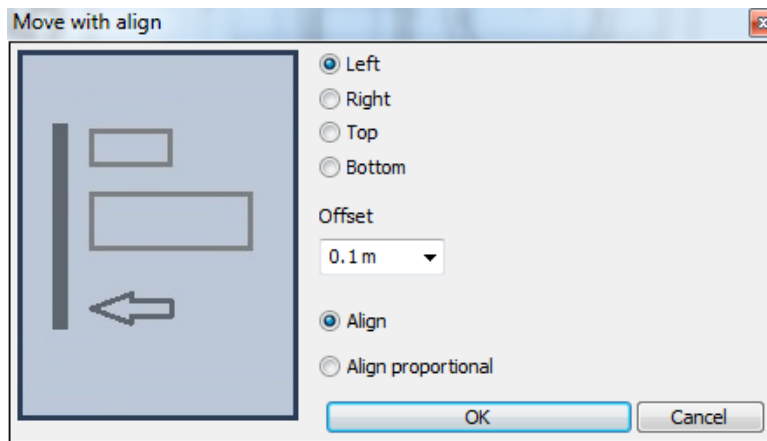 Move with align
Left
Right
Top
Bottom
Offset
0.1 m
Align
Align proportional
OK Cancel